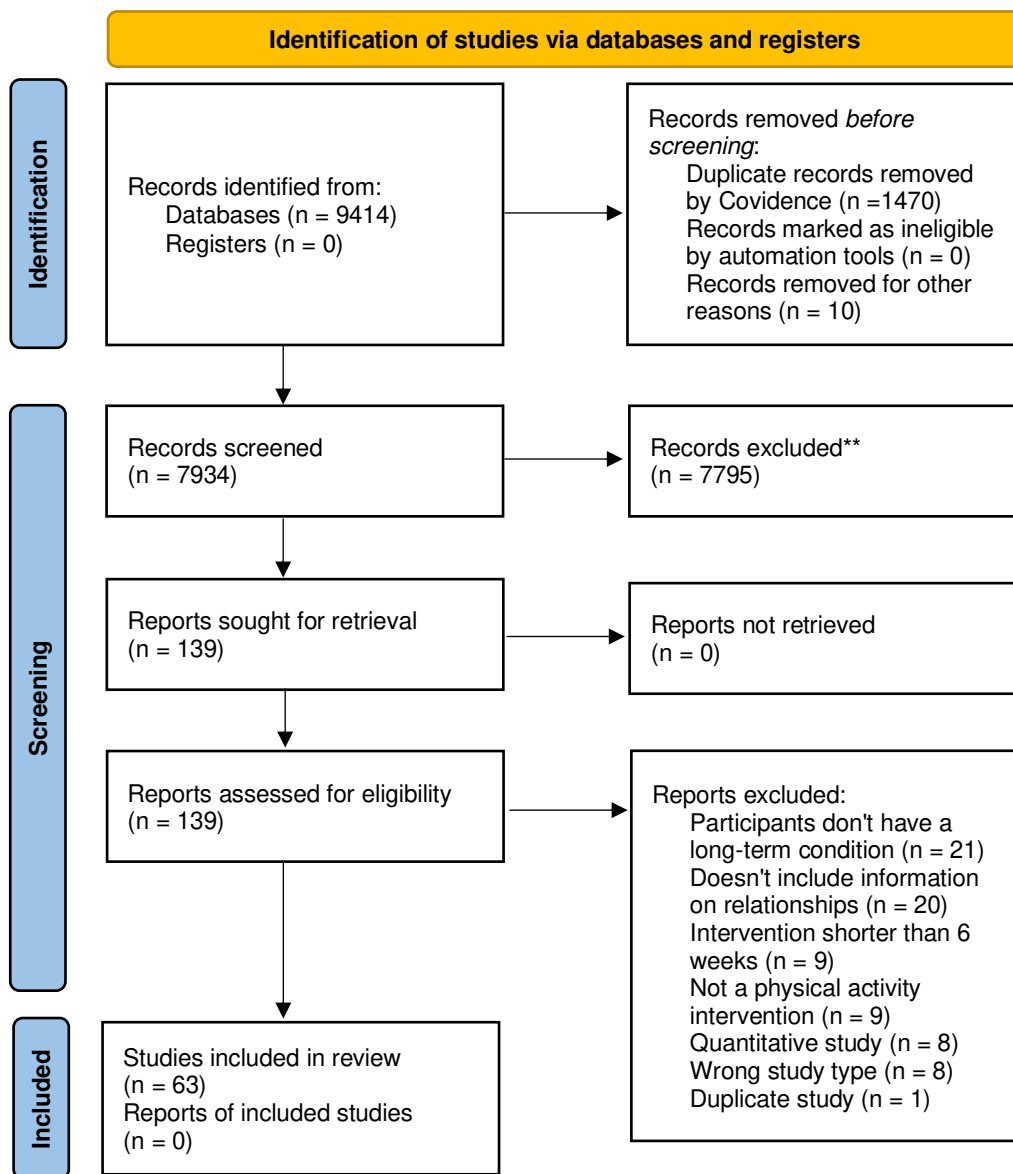 Identification of studies via databases and registers
Identification
Records identified from:
Databases (n = 9414)
Registers (n = 0)
Records removed before
screening:
Duplicate records removed
by Covidence (n =1470)
Records marked as ineligible
by automation tools (n = 0)
Records removed for other
reasons (n = 10)
Screening
Records screened
(n = 7934)
Records excluded**
(n = 7795)
Reports sought for retrieval
(n = 139)
Reports not retrieved
(n = 0)
Reports assessed for eligibility
(n = 139)
Reports excluded:
Participants don't have a
long-term condition (n = 21)
Doesn't include information
on relationships (n = 20)
Intervention shorter than 6
weeks (n = 9)
Not a physical activity
intervention (n = 9)
Quantitative study (n = 8)
Wrong study type (n = 8)
Duplicate study (n = 1)
Included
Studies included in review
(n = 63)
Reports of included studies
(n = 0)